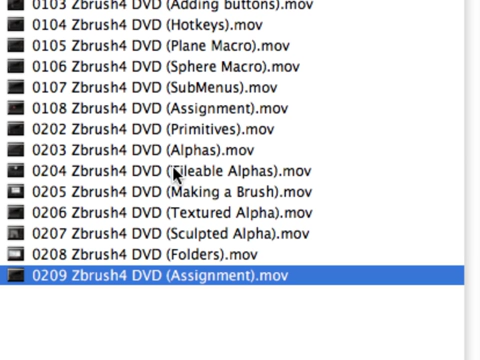 0103 Zbrush4 DVD (Adding buttons).mov
0104 Zbrush4 DVD (Hotkeys).mov
0105 Zbrush4 DVD (Plane Macro).mov
0106 Zbrush4 DVD (Sphere Macro).mov
0107 Zbrush4 DVD (SubMenus).mov
0108 Zbrush4 DVD (Assignment).mov
0202 Zbrush4 DVD (Primitives).mov
0203 Zbrush4 DVD (Alphas).mov
0204 Zbrush4 DVD (Tileable Alphas).mov
0205 Zbrush4 DVD (Making a Brush).mov
0206 Zbrush4 DVD (Textured Alpha).mov
0207 Zbrush4 DVD (Sculpted Alpha).mov
0208 Zbrush4 DVD (Folders).mov
0209 Zbrush4 DVD (Assignment).mov